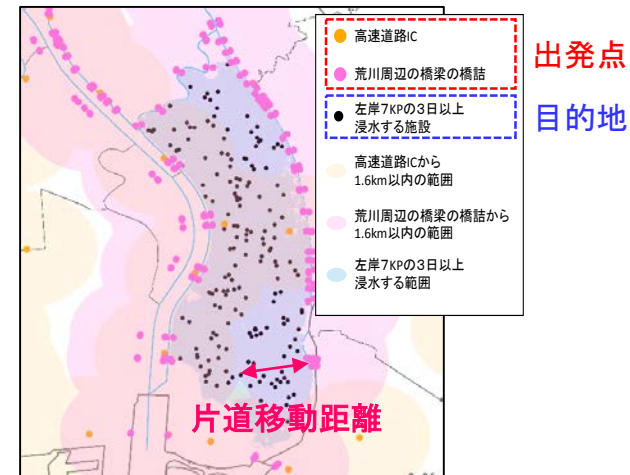 高速道路IC
荒川周辺の橋梁の橋詰
出発点
左岸7KPの3日以上
浸水する施設
目的地
高速道路ICから
1.6km以内の範囲
荒川周辺の橋梁の橋詰から
1.6km以内の範囲
左岸7KPの3日以上
浸水する範囲
片道移動距離